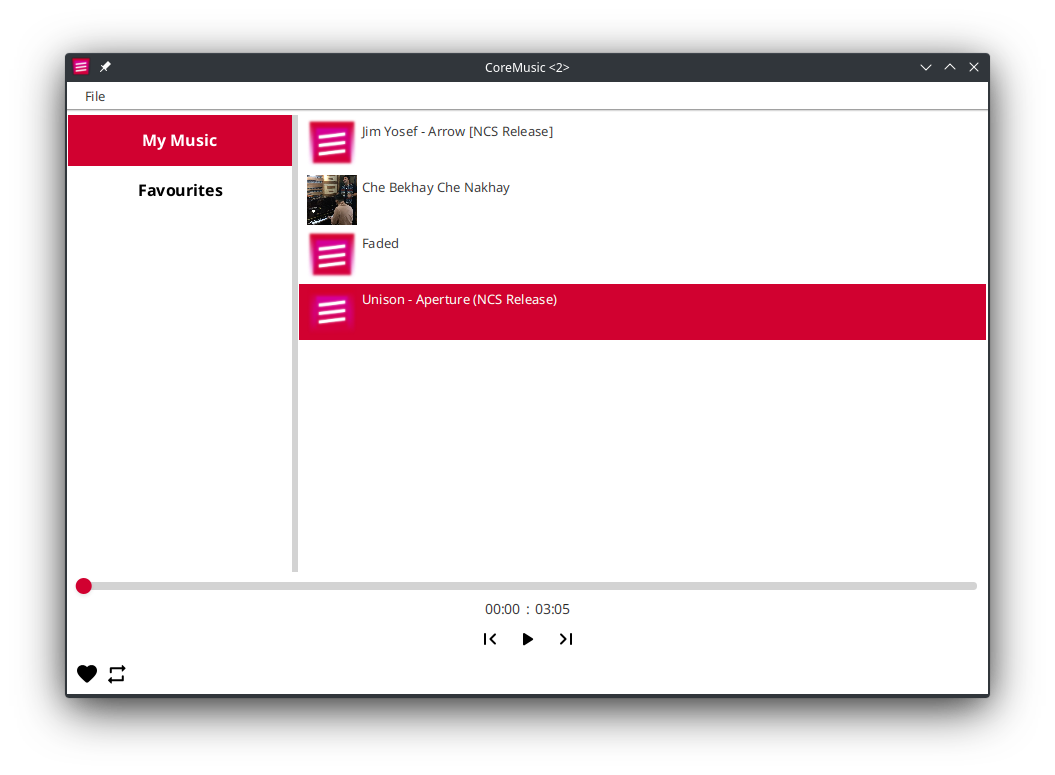 CoreMusic <2>
File
My Music
Favourites
Jim Yosef - Arrow [NCS Release]
Che Bekhay Che Nakhay
Faded
Unison - Aperture (NCS Release)
00:00 : 03:05